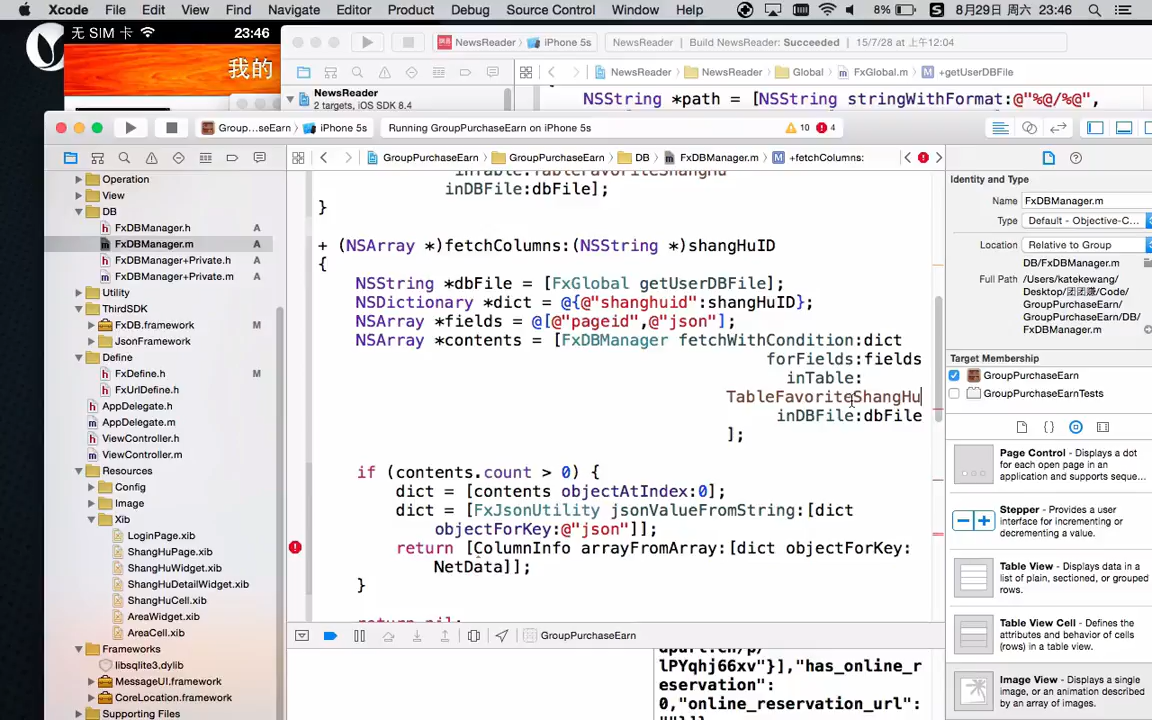 Xcode File Edit View Find Navigate Editor Product Debug Source Control Window Help 8% S 8月29日 周六 23:46
无 SIM 卡 23:46
我的
NewsReader iPhone 5s NewsReader | Build NewsReader: Succeeded | 15/7/28 at 上午12:04
NewsReader
2 targets, iOS SDK 8.4
NewsReader NewsReader Global FxGlobal.m +getUserDBFile
NSString *path = [NSString stringWithFormat:@"%@/%@",
Group...seEarn iPhone 5s Running GroupPurchaseEarn on iPhone 5s 10 4
GroupPurchaseEarn GroupPurchaseEarn DB FxDBManager.m +fetchColumns:
Operation
View
DB
FxDBManager.h A
FxDBManager.m A
FxDBManager+Private.h A
FxDBManager+Private.m A
Utility
ThirdSDK
FxDB.framework M
JsonFramework
Define
FxDefine.h M
FxUrlDefine.h
AppDelegate.h
AppDelegate.m
ViewController.h
ViewController.m
Resources
Config
Image
Xib
LoginPage.xib
ShangHuPage.xib
ShangHuWidget.xib
ShangHuDetailWidget.xib
ShangHuCell.xib
AreaWidget.xib
AreaCell.xib
Frameworks
libsqlite3.dylib
MessageUI.framework
CoreLocation.framework
Supporting Files
inTable:TableFavoriteShangHu
inDBFile:dbFile];
}
+ (NSArray *)fetchColumns:(NSString *)shangHuID
{
NSString *dbFile = [FxGlobal getUserDBFile];
NSDictionary *dict = @{@"shanghuid":shangHuID};
NSArray *fields = @[@"pageid",@"json"];
NSArray *contents = [FxDBManager fetchWithCondition:dict
forFields:fields
inTable:
TableFavoriteShangHu
inDBFile:dbFile
];
if (contents.count > 0) {
dict = [contents objectAtIndex:0];
dict = [FxJsonUtility jsonValueFromString:[dict
objectForKey:@"json"]];
return [ColumnInfo arrayFromArray:[dict objectForKey:
NetData]];
}
return nil;
GroupPurchaseEarn
lPYqhj66xv"}],"has_online_r
eservation":
0,"online_reservation_url":
Identity and Type
Name FxDBManager.m
Type Default - Objective-C...
Location Relative to Group
DB/FxDBManager.m
Full Path /Users/katekewang/
Desktop/团团赚/Code/
GroupPurchaseEarn/
GroupPurchaseEarn/DB/
FxDBManager.m
Target Membership
GroupPurchaseEarn
GroupPurchaseEarnTests
Page Control - Displays a
dot for each open page in an
application and supports seque...
Stepper - Provides a user
interface for incrementing or
decrementing a value.
Table View - Displays data in a
list of plain, sectioned, or grouped
rows.
Table View Cell - Defines the
attributes and behavior of cells
(rows) in a table view.
Image View - Displays a single
image, or an animation described
by an array of images.